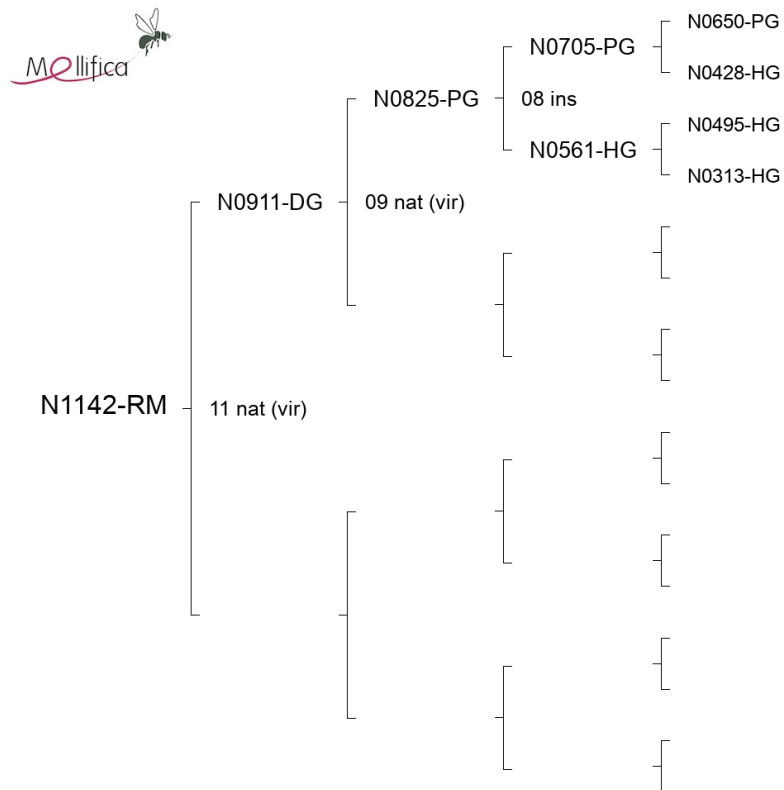 Mellifica
N0650-PG
N0705-PG
N0428-HG
N0825-PG
08 ins
N0495-HG
N0561-HG
N0313-HG
N0911-DG
09 nat (vir)
N1142-RM
11 nat (vir)